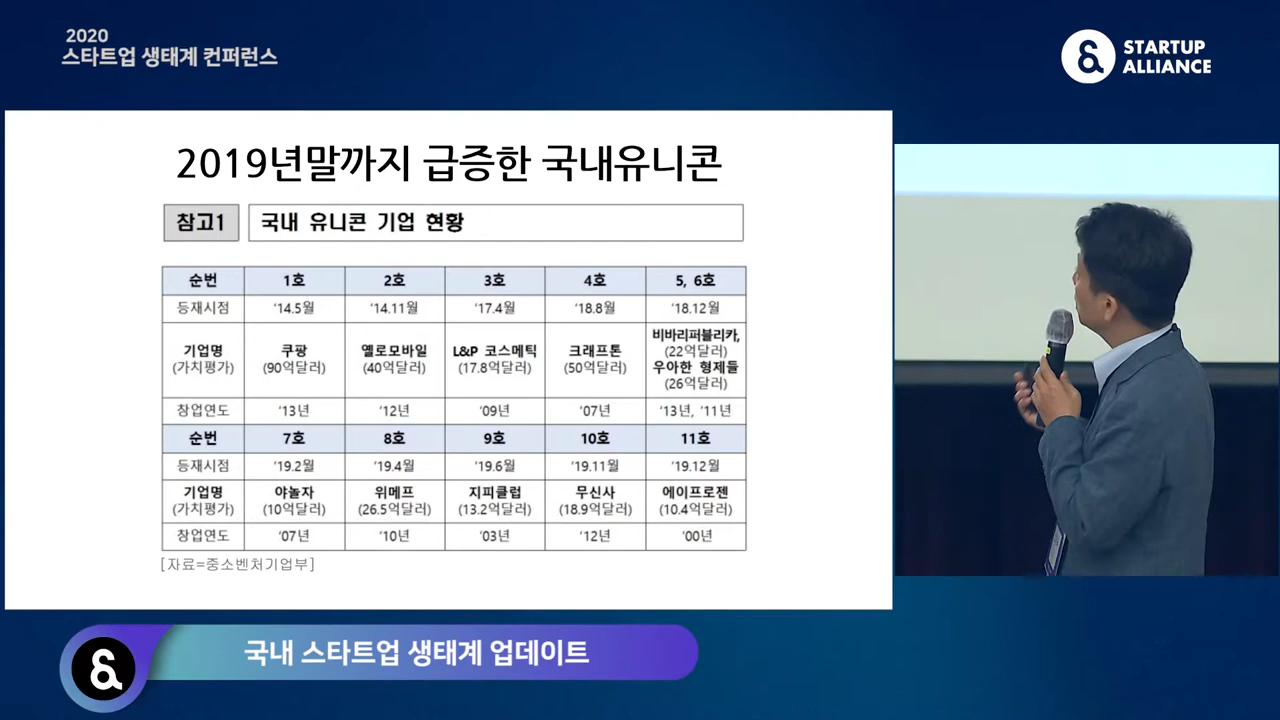 2020
스타트업 생태계 컨퍼런스
STARTUP
ALLIANCE
2019년말까지 급증한 국내유니콘
참고1 국내 유니콘 기업 현황
순번 1호 2호 3호 4호 5, 6호
등재시점 ‘14.5월 ‘14.11월 ‘17.4월 ‘18.8월 ‘18.12월
기업명 (가치평가) 쿠팡 (90억달러) 옐로모바일 (40억달러) L&P 코스메틱 (17.8억달러) 크래프톤 (50억달러) 비바리퍼블리카, (22억달러) 우아한 형제들 (26억달러)
창업연도 ‘13년 ‘12년 ‘09년 ‘07년 ‘13년, ‘11년
순번 7호 8호 9호 10호 11호
등재시점 ‘19.2월 ‘19.4월 ‘19.6월 ‘19.11월 ‘19.12월
기업명 (가치평가) 야놀자 (10억달러) 위메프 (26.5억달러) 지피클럽 (13.2억달러) 무신사 (18.9억달러) 에이프로젠 (10.4억달러)
창업연도 ‘07년 ‘10년 ‘03년 ‘12년 ‘00년
[자료=중소벤처기업부]
국내 스타트업 생태계 업데이트